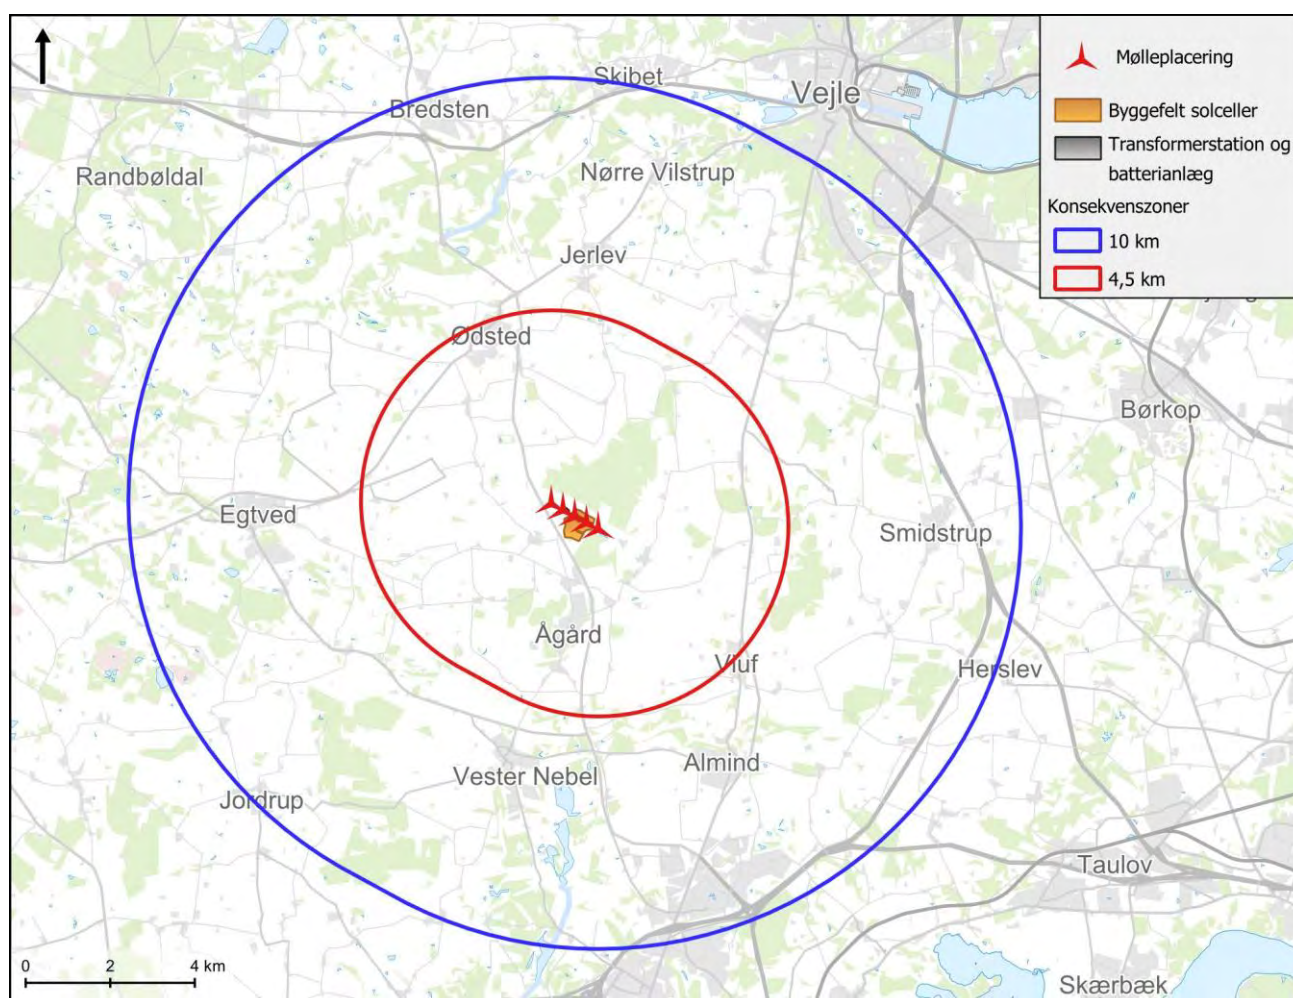 Skibet
Vejle
Bredsten
Randbøldal
Nørre Vilstrup
Jerlev
Ødsted
Børkop
Egtved
Smidstrup
Ågård
Viuf
Herslev
Vester Nebel
Almind
Jordrup
Taulov
Skærbæk
0 2 4 km
Mølleplacering
Byggefelt solceller
Transformerstation og
batterianlæg
Konsekvenszoner
10 km
4,5 km